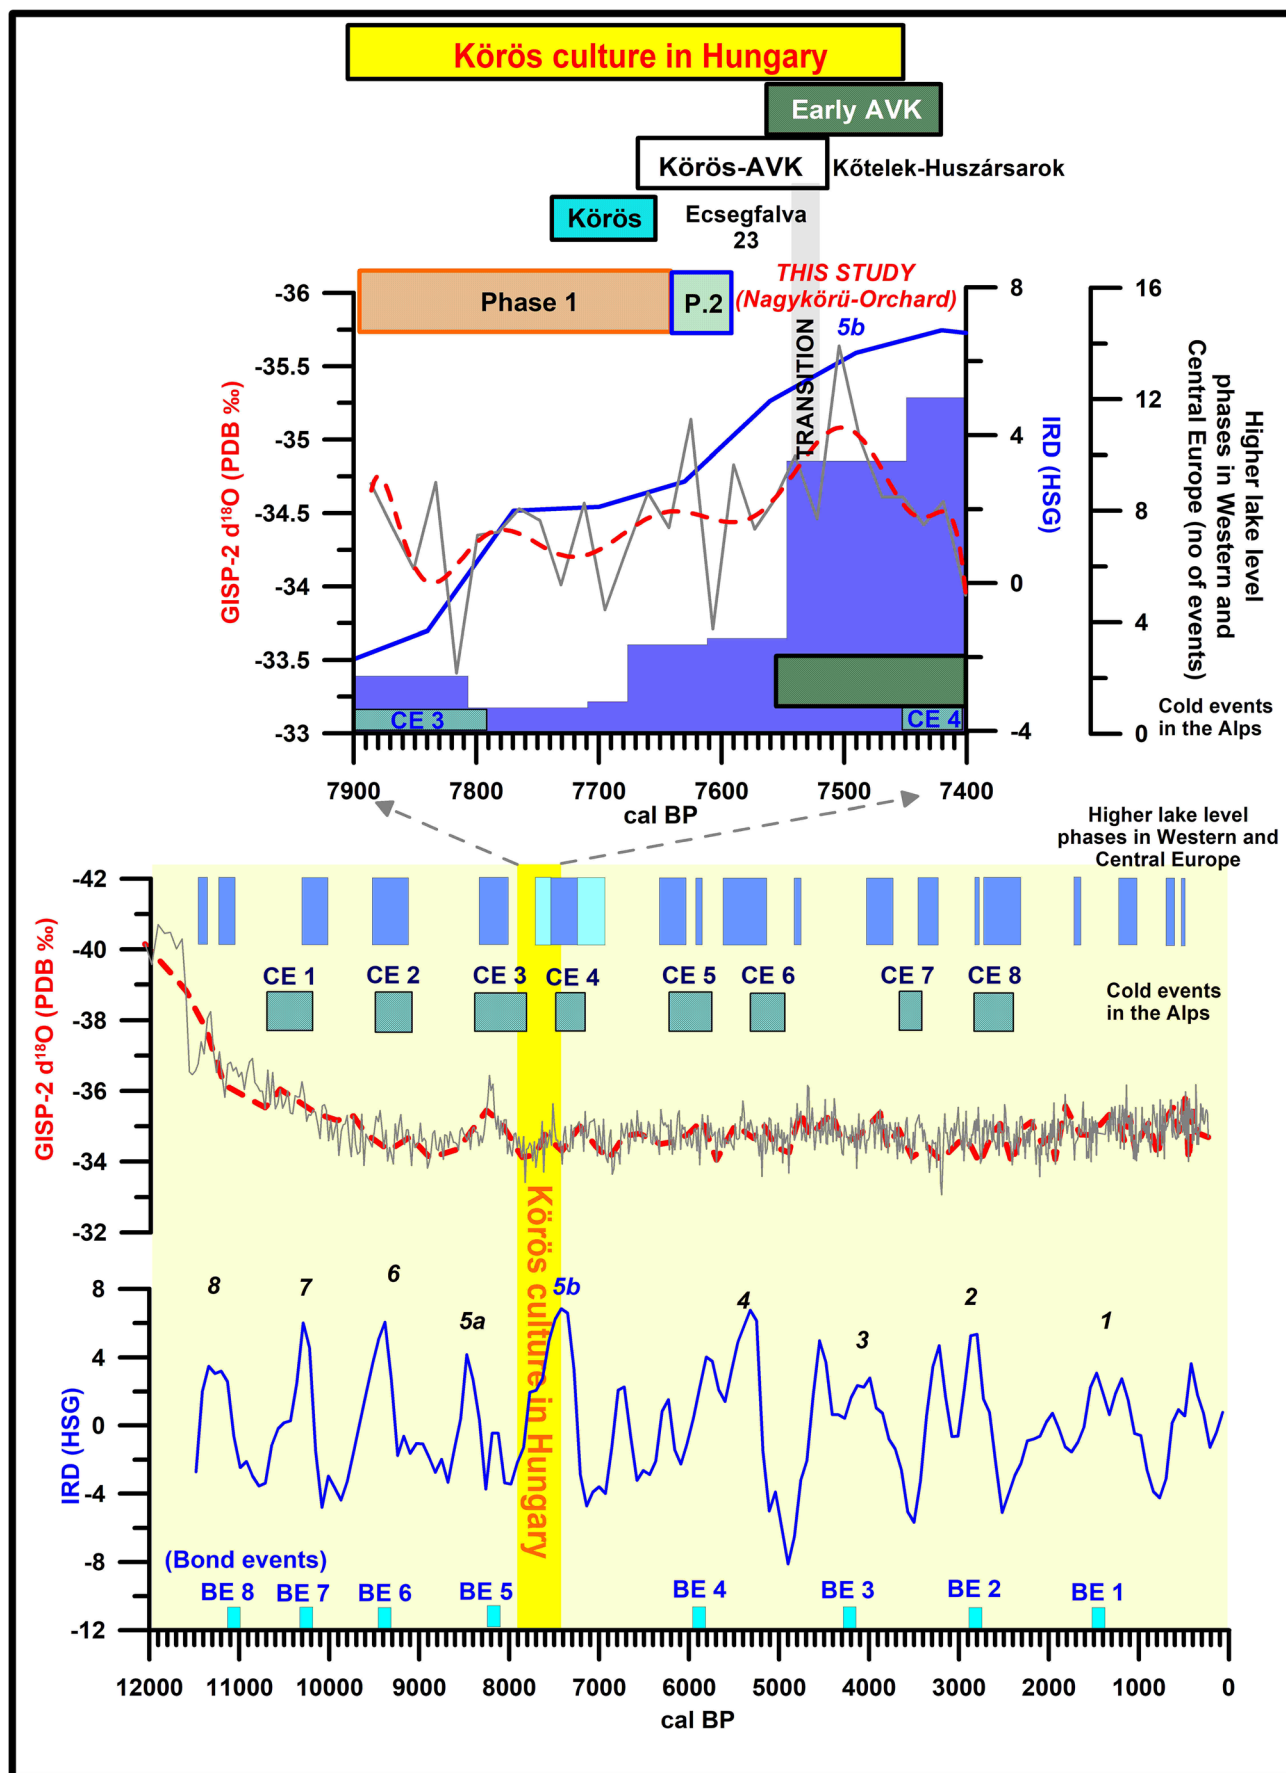 Körös culture in Hungary
Early AVK
Körös-AVK
Kőtelek-Huszársarok
Körös
Ecsegfalva
23
Phase 1
P.2
THIS STUDY
(Nagykörű-Orchard)
5b
TRANSITION
-36
-35.5
-35
-34.5
-34
-33.5
-33
GISP-2 d¹⁸O (PDB ‰)
8
4
0
-4
IRD (HSG)
16
12
8
4
0
Higher lake level
phases in Western and
Central Europe (no of events)
Cold events
in the Alps
CE 3
CE 4
7900
7800
7700
7600
7500
7400
cal BP
Higher lake level
phases in Western and
Central Europe
-42
-40
-38
-36
-34
-32
GISP-2 d¹⁸O (PDB ‰)
CE 1
CE 2
CE 3
CE 4
CE 5
CE 6
CE 7
CE 8
Cold events
in the Alps
Körös culture in Hungary
8
7
6
5a
5b
4
3
2
1
8
4
0
-4
-8
-12
IRD (HSG)
(Bond events)
BE 8
BE 7
BE 6
BE 5
BE 4
BE 3
BE 2
BE 1
12000
11000
10000
9000
8000
7000
6000
5000
4000
3000
2000
1000
0
cal BP